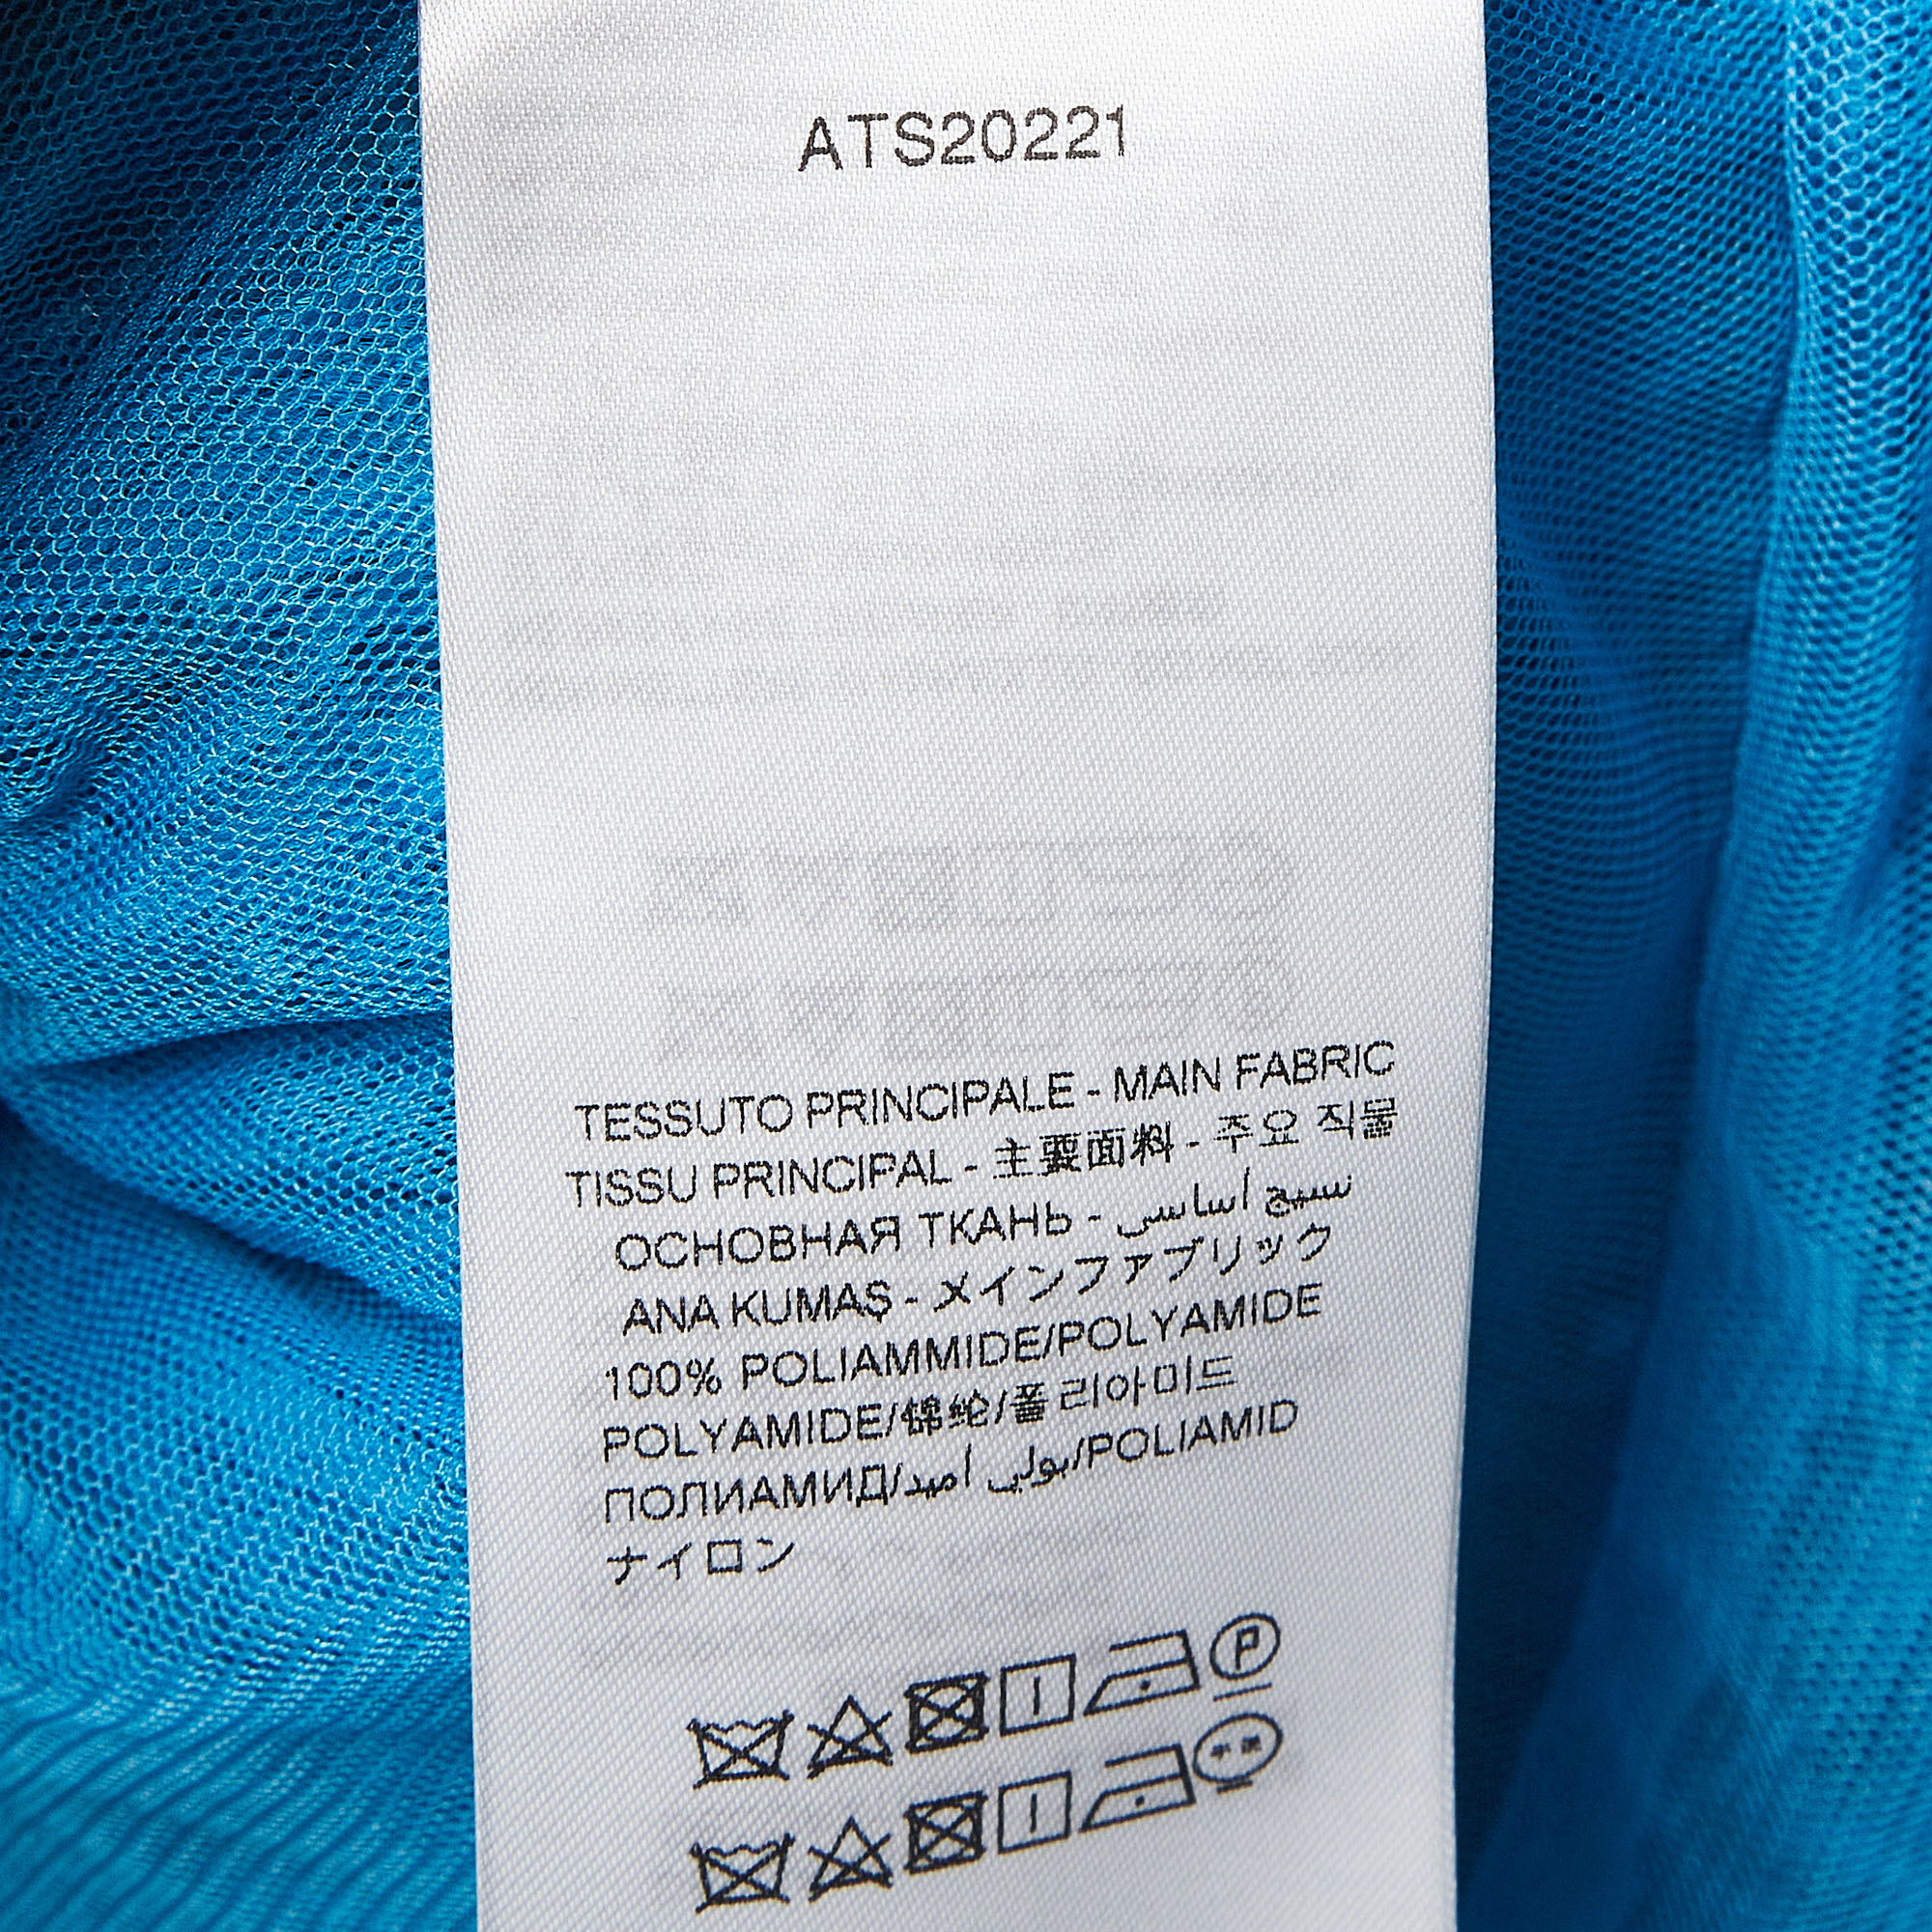 ATS20221
TESSUTO PRINCIPALE - MAIN FABRIC
TISSU PRINCIPAL - 主要面料 - 주요 직물
ОСНОВНАЯ ТКАНЬ - نسيج أساسي
ANA KUMAŞ - メインファブリック
100% POLIAMMIDE/POLYAMIDE
POLYAMIDE/锦纶/폴리아미드
ПОЛИАМИД/بولي أميد/POLIAMID
ナイロン
P